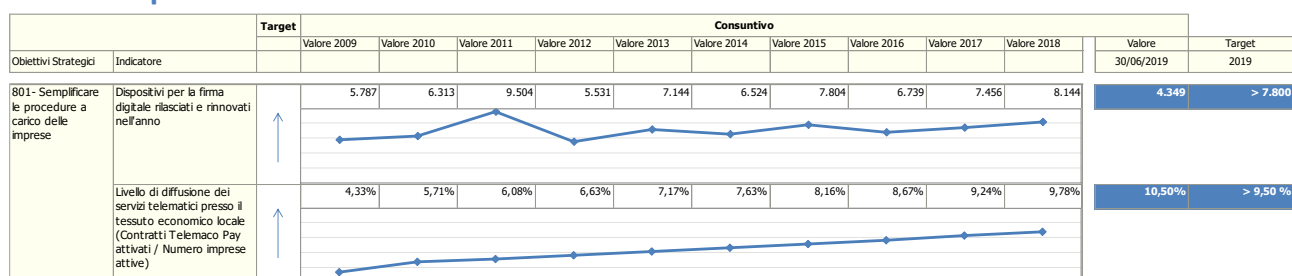 Target Consuntivo
Valore 2009 Valore 2010 Valore 2011 Valore 2012 Valore 2013 Valore 2014 Valore 2015 Valore 2016 Valore 2017 Valore 2018 Valore Target
Obiettivi Strategici Indicatore 30/06/2019 2019
801- Semplificare le procedure a carico delle imprese
Dispositivi per la firma digitale rilasciati e rinnovati nell'anno
5.787 6.313 9.504 5.531 7.144 6.524 7.804 6.739 7.456 8.144 4.349 > 7.800
Livello di diffusione dei servizi telematici presso il tessuto economico locale (Contratti Telemaco Pay attivati / Numero imprese attive)
4,33% 5,71% 6,08% 6,63% 7,17% 7,63% 8,16% 8,67% 9,24% 9,78% 10,50% > 9,50 %